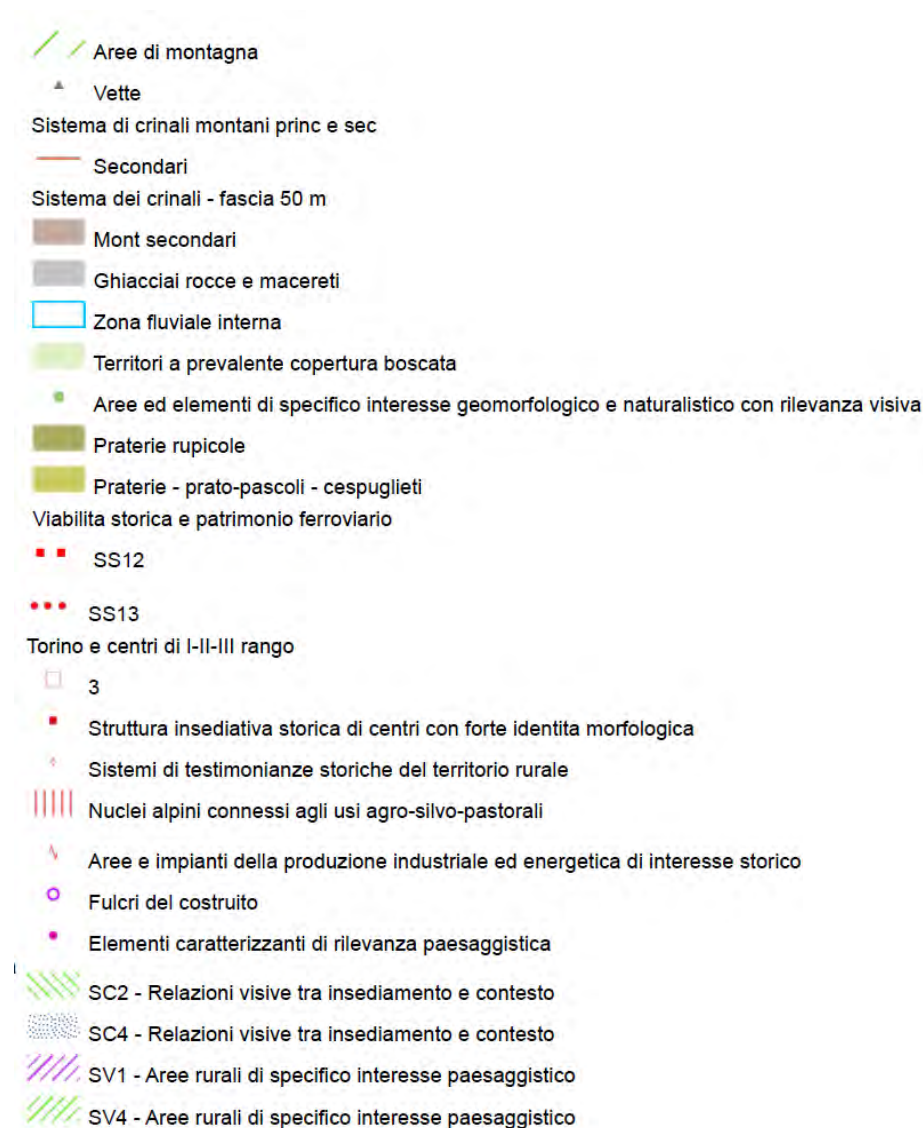 Aree di montagna
Vette
Sistema di crinali montani princ e sec
Secondari
Sistema dei crinali - fascia 50 m
Mont secondari
Ghiacciai rocce e macereti
Zona fluviale interna
Territori a prevalente copertura boscata
Aree ed elementi di specifico interesse geomorfologico e naturalistico con rilevanza visiva
Praterie rupicole
Praterie - prato-pascoli - cespuglieti
Viabilita storica e patrimonio ferroviario
SS12
SS13
Torino e centri di I-II-III rango
3
Struttura insediativa storica di centri con forte identita morfologica
Sistemi di testimonianze storiche del territorio rurale
Nuclei alpini connessi agli usi agro-silvo-pastorali
Aree e impianti della produzione industriale ed energetica di interesse storico
Fulcri del costruito
Elementi caratterizzanti di rilevanza paesaggistica
SC2 - Relazioni visive tra insediamento e contesto
SC4 - Relazioni visive tra insediamento e contesto
SV1 - Aree rurali di specifico interesse paesaggistico
SV4 - Aree rurali di specifico interesse paesaggistico